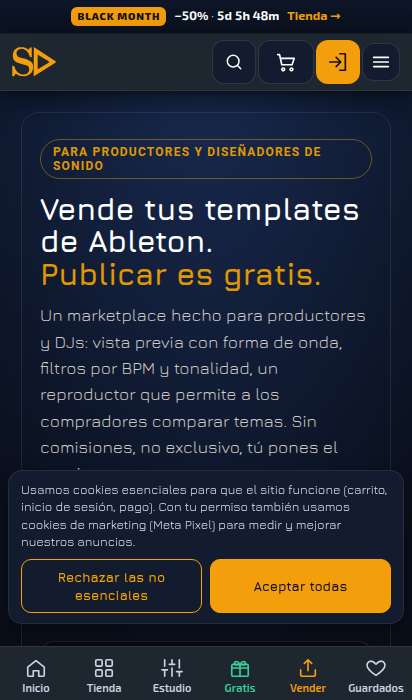 BLACK MONTH −50% · 5d 5h 48m Tienda →
S
PARA PRODUCTORES Y DISEÑADORES DE
SONIDO
Vende tus templates
de Ableton.
Publicar es gratis.
Un marketplace hecho para productores
y DJs: vista previa con forma de onda,
filtros por BPM y tonalidad, un
reproductor que permite a los
compradores comparar temas. Sin
comisiones, no exclusivo, tú pones el
Usamos cookies esenciales para que el sitio funcione (carrito,
inicio de sesión, pago). Con tu permiso también usamos
cookies de marketing (Meta Pixel) para medir y mejorar
nuestros anuncios.
Rechazar las no
esenciales
Aceptar todas
Inicio Tienda Estudio Gratis Vender Guardados